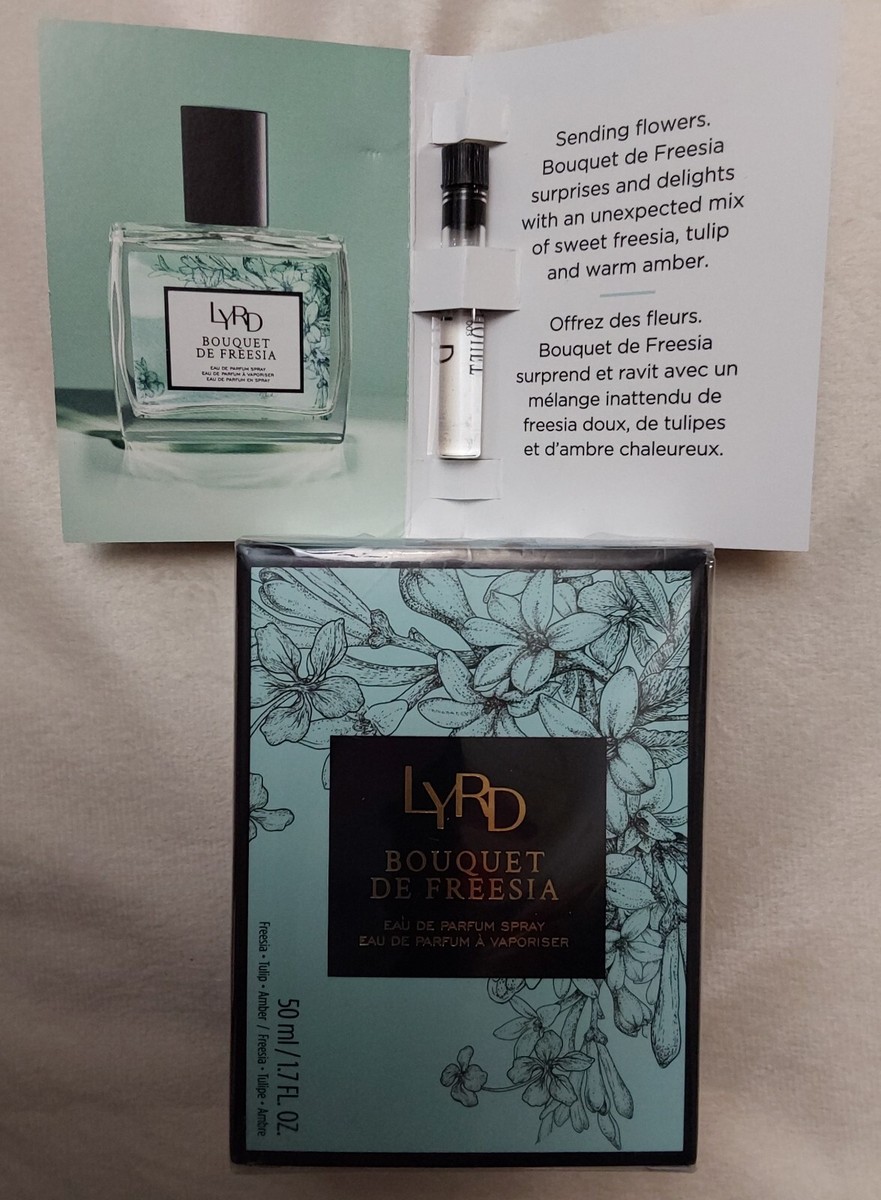 LYRD
BOUQUET
DE FREESIA
EAU DE PARFUM SPRAY
EAU DE PARFUM À VAPORISER
EAU DE PARFUM EN SPRAY
Sending flowers.
Bouquet de Freesia
surprises and delights
with an unexpected mix
of sweet freesia, tulip
and warm amber.
Offrez des fleurs.
Bouquet de Freesia
surprend et ravit avec un
mélange inattendu de
freesia doux, de tulipes
et d'ambre chaleureux.
LYRD
BOUQUET
DE FREESIA
EAU DE PARFUM SPRAY
EAU DE PARFUM À VAPORISER
50 ml / 1.7 FL. OZ.
Freesia • Tulip • Amber / Freesia • Tulipe • Ambre